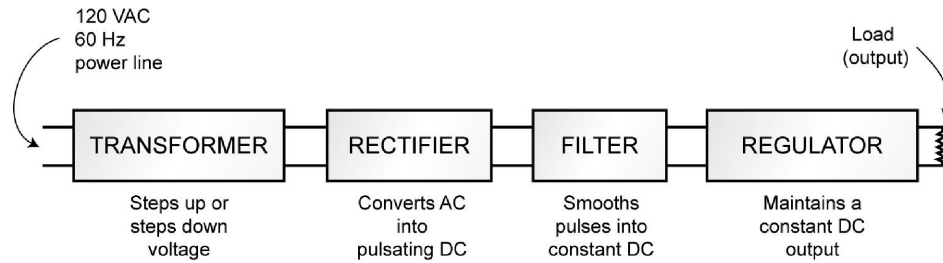 120 VAC
60 Hz
power line
Load
(output)
TRANSFORMER
RECTIFIER
FILTER
REGULATOR
Steps up or
steps down
voltage
Converts AC
into
pulsating DC
Smooths
pulses into
constant DC
Maintains a
constant DC
output